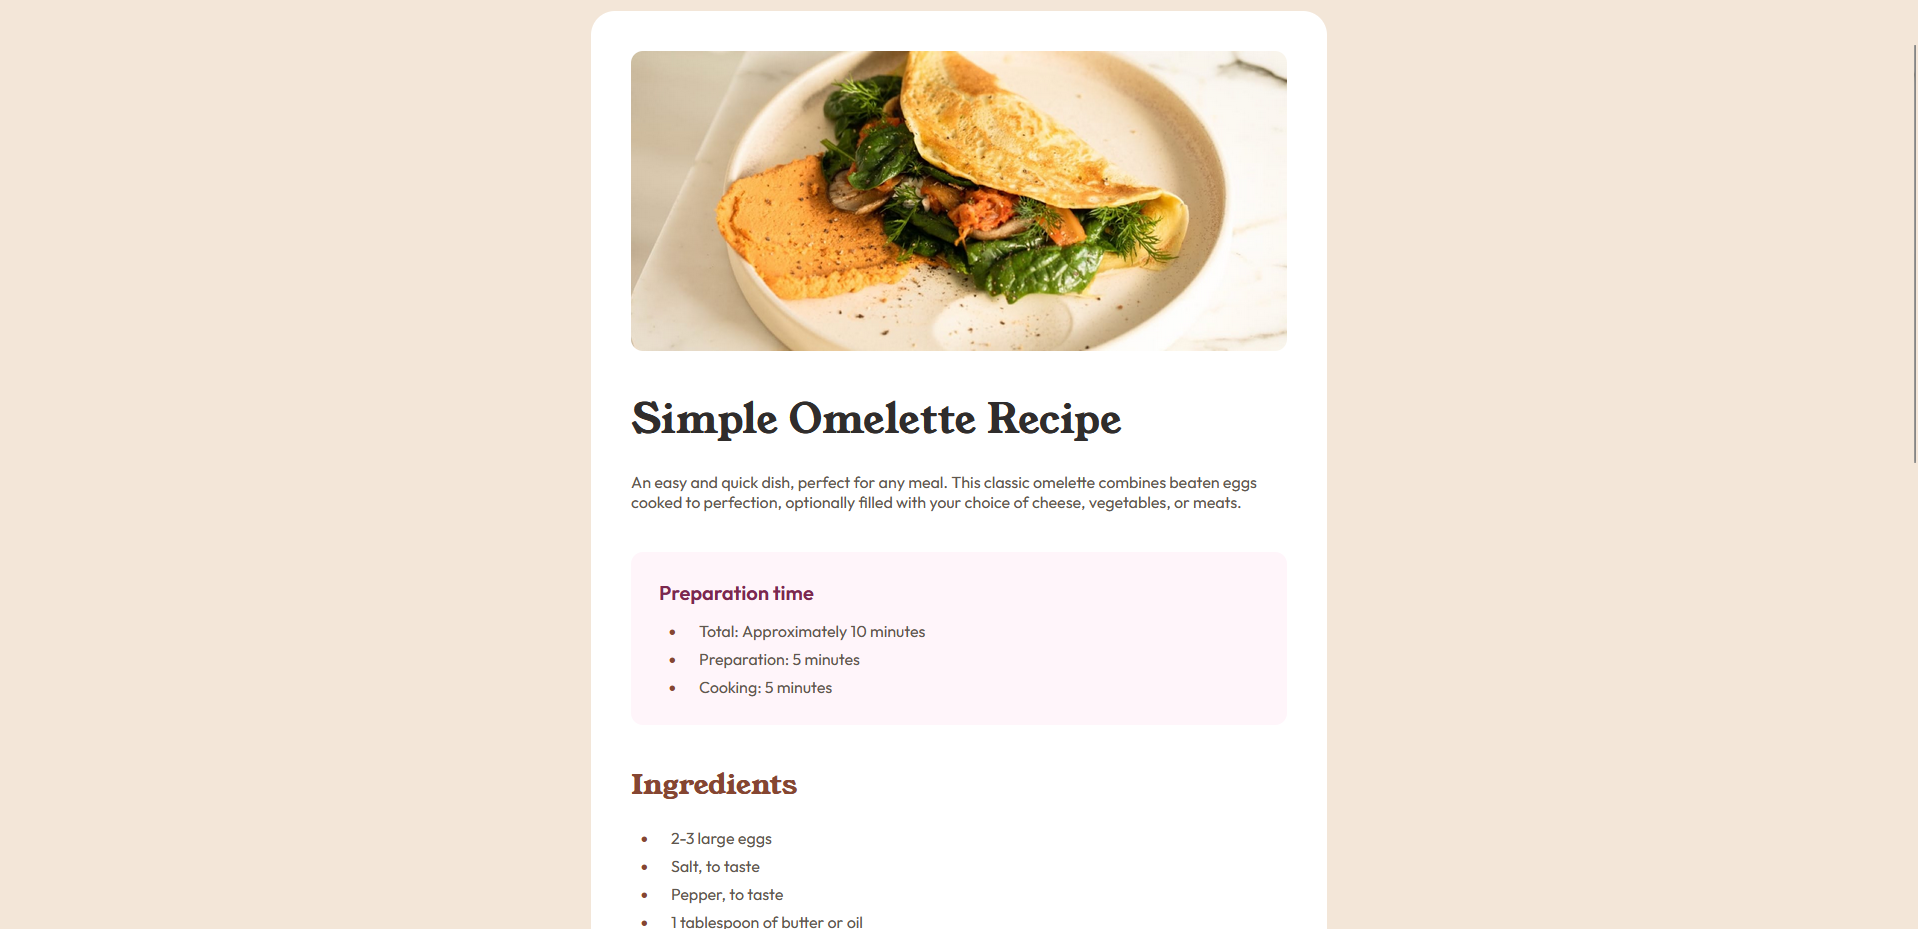 Simple Omelette Recipe
An easy and quick dish, perfect for any meal. This classic omelette combines beaten eggs
cooked to perfection, optionally filled with your choice of cheese, vegetables, or meats.
Preparation time
• Total: Approximately 10 minutes
• Preparation: 5 minutes
• Cooking: 5 minutes
Ingredients
• 2-3 large eggs
• Salt, to taste
• Pepper, to taste
• 1 tablespoon of butter or oil